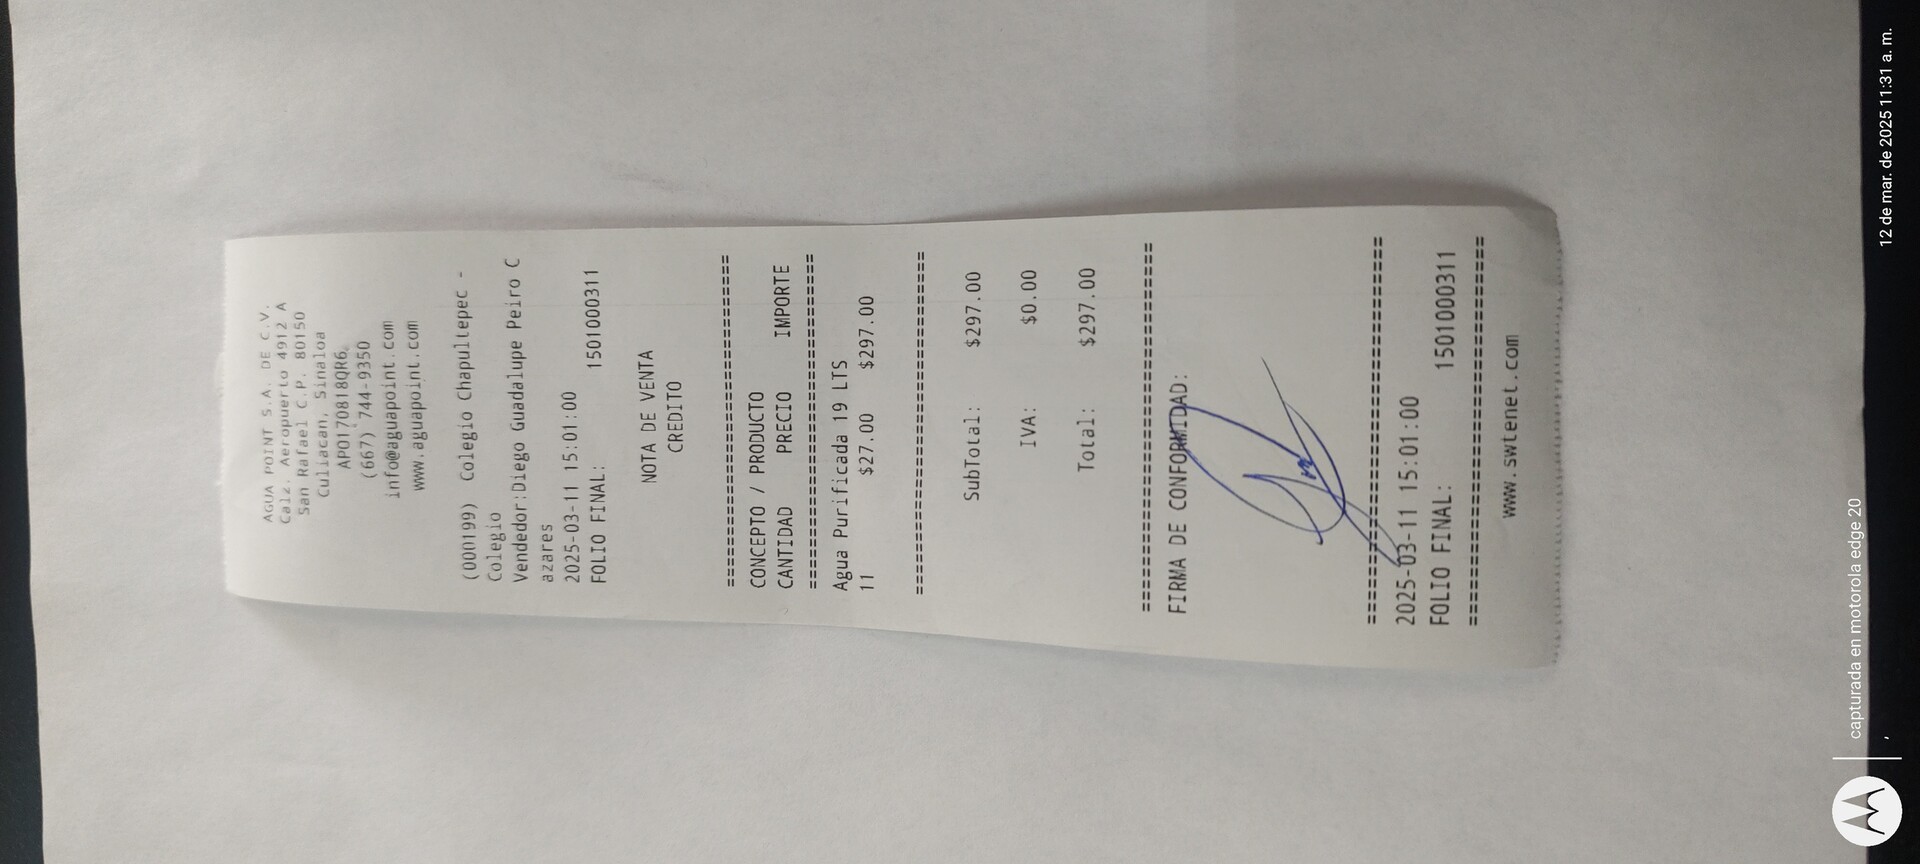 AGUA POINT S.A. DE C.V.
Calz. Aeropuerto 4912 A
San Rafael C.P. 80150
Culiacan, Sinaloa
APO170818QR6
(667) 744-9350
info@aguapoint.com
www.aguapoint.com
(000199) Colegio Chapultepec -
Colegio
Vendedor:Diego Guadalupe Peiro C
azares
2025-03-11 15:01:00
FOLIO FINAL: 1501000311
NOTA DE VENTA
CREDITO
================================
CONCEPTO / PRODUCTO
CANTIDAD PRECIO IMPORTE
================================
Agua Purificada 19 LTS
11 $27.00 $297.00
================================
SubTotal: $297.00
IVA: $0.00
Total: $297.00
================================
FIRMA DE CONFORMIDAD:
================================
2025-03-11 15:01:00
FOLIO FINAL: 1501000311
================================
www.swtenet.com
capturada en motorola edge 20
12 de mar. de 2025 11:31 a. m.